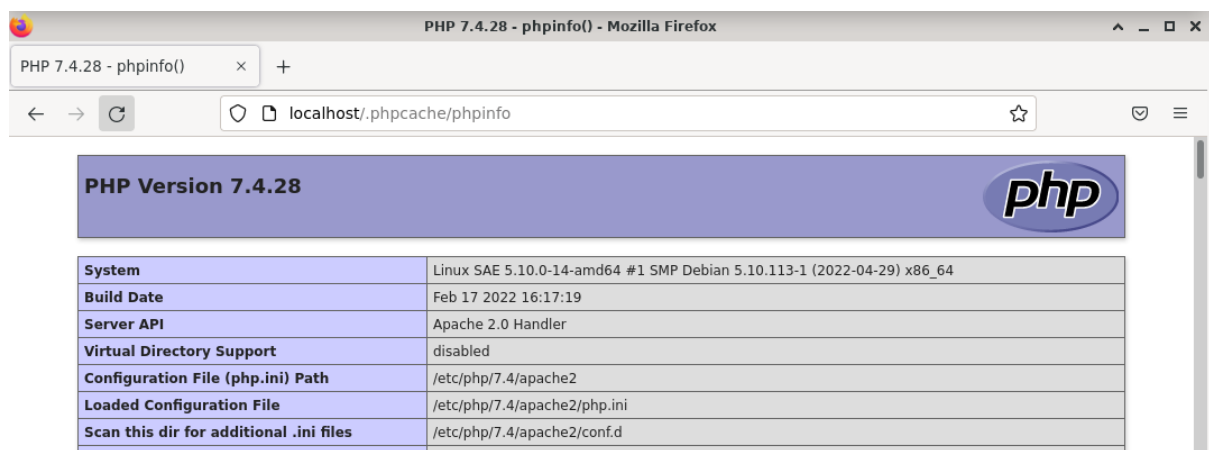 PHP 7.4.28 - phpinfo() - Mozilla Firefox
PHP 7.4.28 - phpinfo()
localhost/.phpcache/phpinfo
PHP Version 7.4.28
php
System Linux SAE 5.10.0-14-amd64 #1 SMP Debian 5.10.113-1 (2022-04-29) x86_64
Build Date Feb 17 2022 16:17:19
Server API Apache 2.0 Handler
Virtual Directory Support disabled
Configuration File (php.ini) Path /etc/php/7.4/apache2
Loaded Configuration File /etc/php/7.4/apache2/php.ini
Scan this dir for additional .ini files /etc/php/7.4/apache2/conf.d